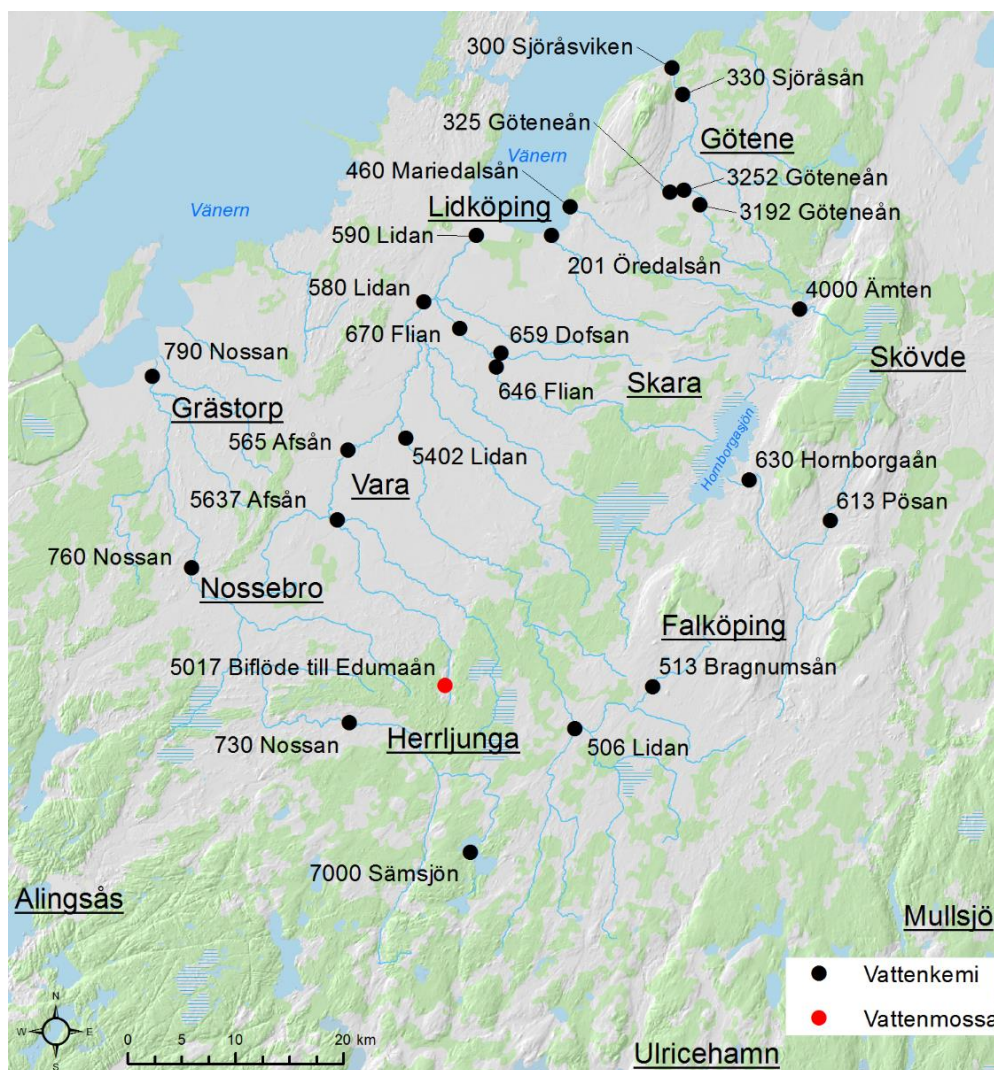 300 Sjöråsviken
330 Sjöråsån
325 Göteneån
Götene
Vänern
460 Mariedalsån
3252 Göteneån
Lidköping
3192 Göteneån
Vänern
590 Lidan
201 Öredalsån
580 Lidan
4000 Ämten
670 Flian
659 Dofsan
790 Nossan
Skövde
Skara
646 Flian
Grästorp
Hornborgasjön
565 Afsån
5402 Lidan
630 Hornborgaån
Vara
5637 Afsån
613 Pösan
760 Nossan
Nossebro
Falköping
5017 Biflöde till Edumaån
513 Bragnumsån
730 Nossan
Herrljunga
506 Lidan
7000 Sämsjön
Alingsås
Mullsjö
Vattenkemi
N
W E
S
Vattenmossa
0 5 10 20 km
Ulricehamn